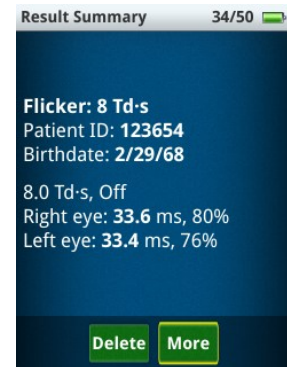 Result Summary 34/50
Flicker: 8 Td·s
Patient ID: 123654
Birthdate: 2/29/68
8.0 Td·s, Off
Right eye: 33.6 ms, 80%
Left eye: 33.4 ms, 76%
Delete More